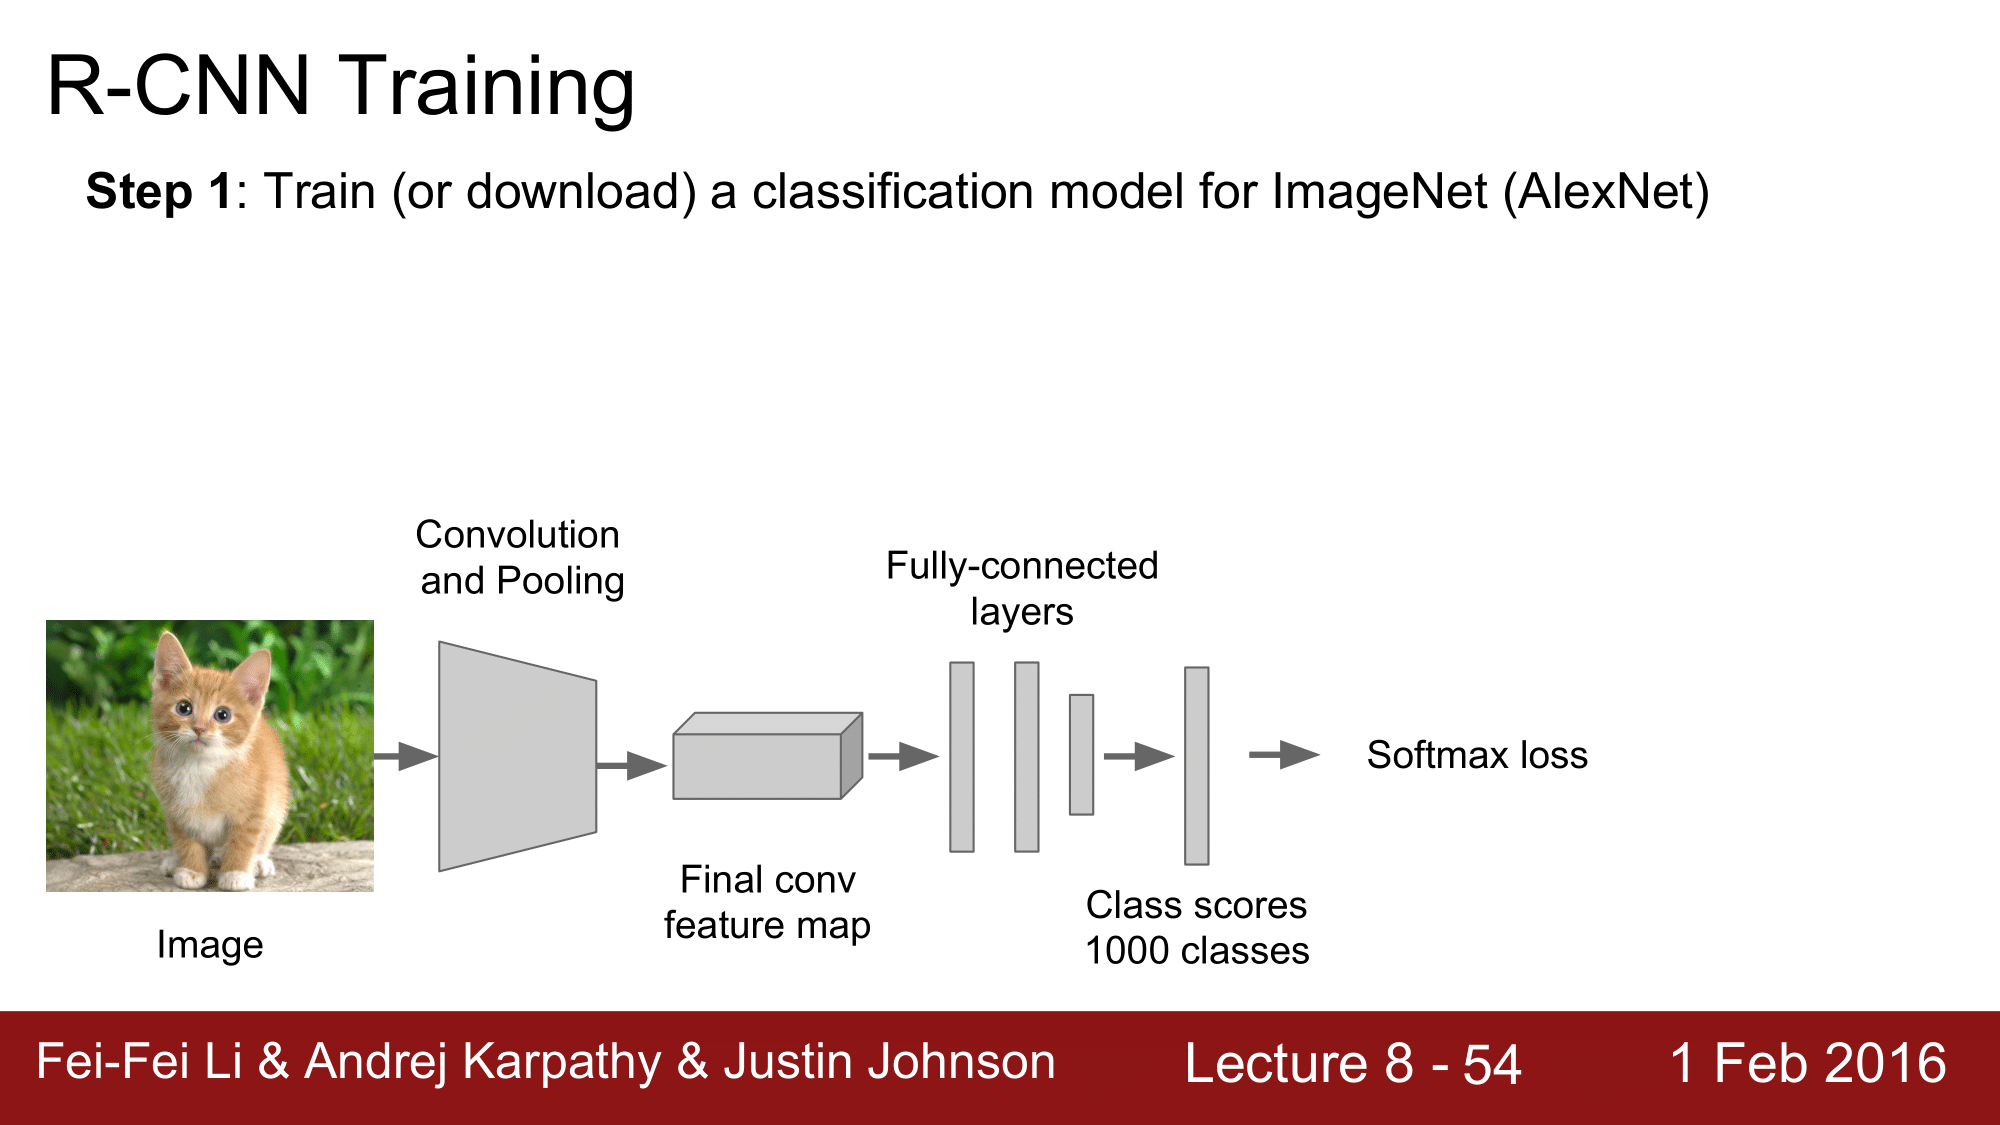 R-CNN Training
Step 1: Train (or download) a classification model for ImageNet (AlexNet)
Convolution
and Pooling
Fully-connected
layers
Softmax loss
Final conv
feature map
Class scores
1000 classes
Image
Fei-Fei Li & Andrej Karpathy & Justin Johnson
Lecture 8 - 54
1 Feb 2016